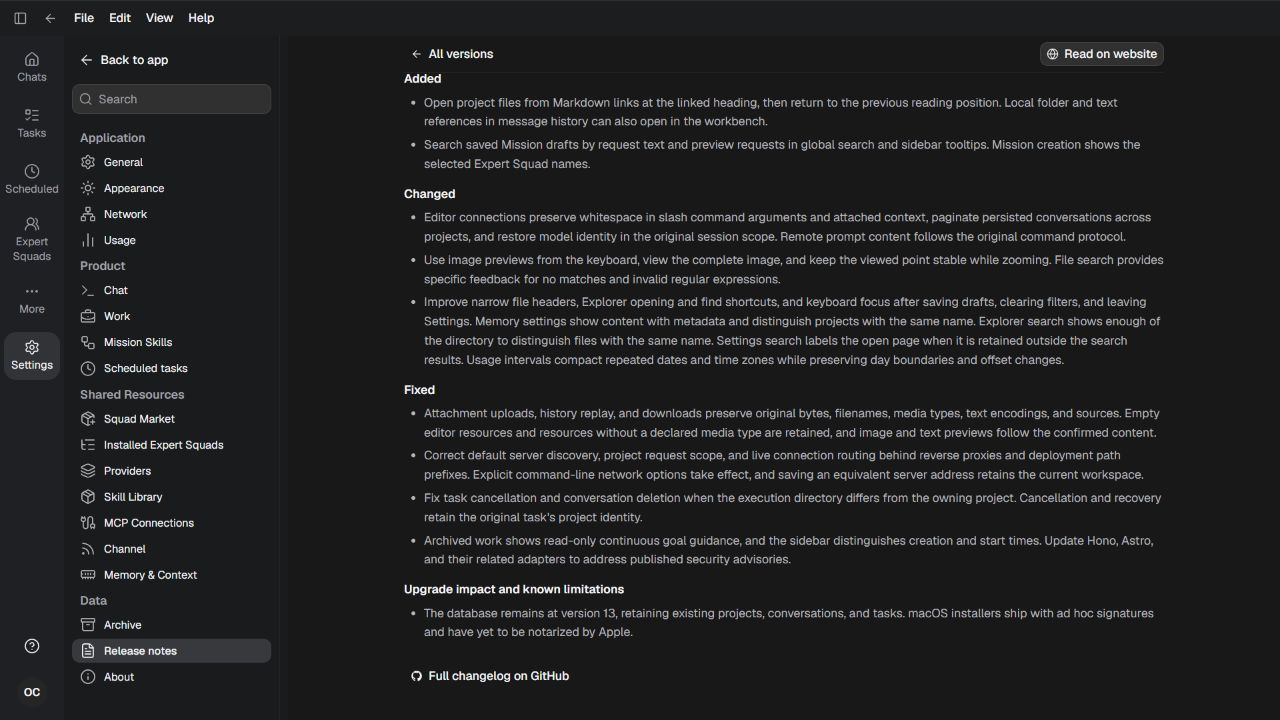 File Edit View Help
Chats
Tasks
Scheduled
Expert
Squads
More
Settings
OC
Back to app
Search
Application
General
Appearance
Network
Usage
Product
Chat
Work
Mission Skills
Scheduled tasks
Shared Resources
Squad Market
Installed Expert Squads
Providers
Skill Library
MCP Connections
Channel
Memory & Context
Data
Archive
Release notes
About
All versions
Read on website
Added
• Open project files from Markdown links at the linked heading, then return to the previous reading position. Local folder and text
references in message history can also open in the workbench.
• Search saved Mission drafts by request text and preview requests in global search and sidebar tooltips. Mission creation shows the
selected Expert Squad names.
Changed
• Editor connections preserve whitespace in slash command arguments and attached context, paginate persisted conversations across
projects, and restore model identity in the original session scope. Remote prompt content follows the original command protocol.
• Use image previews from the keyboard, view the complete image, and keep the viewed point stable while zooming. File search provides
specific feedback for no matches and invalid regular expressions.
• Improve narrow file headers, Explorer opening and find shortcuts, and keyboard focus after saving drafts, clearing filters, and leaving
Settings. Memory settings show content with metadata and distinguish projects with the same name. Explorer search shows enough of
the directory to distinguish files with the same name. Settings search labels the open page when it is retained outside the search
results. Usage intervals compact repeated dates and time zones while preserving day boundaries and offset changes.
Fixed
• Attachment uploads, history replay, and downloads preserve original bytes, filenames, media types, text encodings, and sources. Empty
editor resources and resources without a declared media type are retained, and image and text previews follow the confirmed content.
• Correct default server discovery, project request scope, and live connection routing behind reverse proxies and deployment path
prefixes. Explicit command-line network options take effect, and saving an equivalent server address retains the current workspace.
• Fix task cancellation and conversation deletion when the execution directory differs from the owning project. Cancellation and recovery
retain the original task's project identity.
• Archived work shows read-only continuous goal guidance, and the sidebar distinguishes creation and start times. Update Hono, Astro,
and their related adapters to address published security advisories.
Upgrade impact and known limitations
• The database remains at version 13, retaining existing projects, conversations, and tasks. macOS installers ship with ad hoc signatures
and have yet to be notarized by Apple.
Full changelog on GitHub